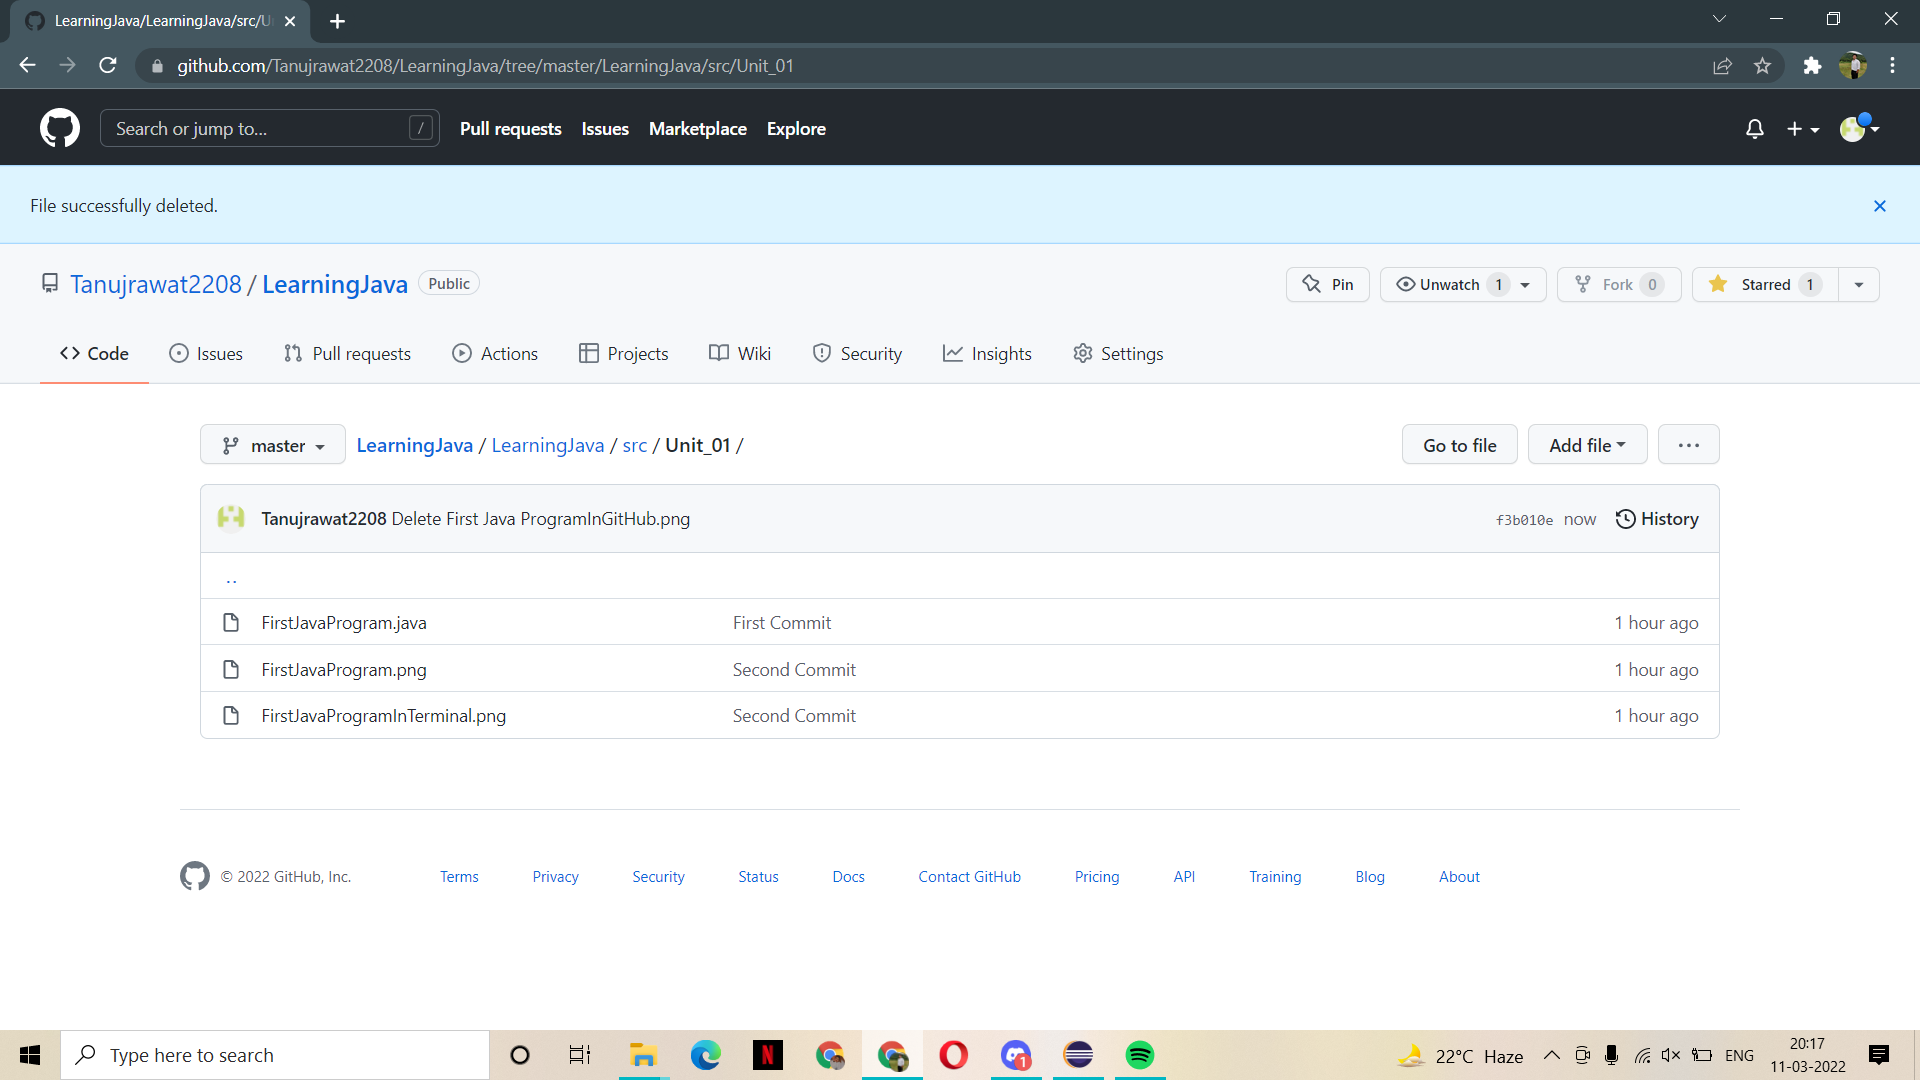 LearningJava/LearningJava/src/U
github.com/Tanujrawat2208/LearningJava/tree/master/LearningJava/src/Unit_01
Search or jump to... / Pull requests Issues Marketplace Explore
File successfully deleted.
Tanujrawat2208 / LearningJava Public Pin Unwatch 1 Fork 0 Starred 1
Code Issues Pull requests Actions Projects Wiki Security Insights Settings
master LearningJava / LearningJava / src / Unit_01 / Go to file Add file ...
Tanujrawat2208 Delete First Java ProgramInGitHub.png f3b010e now History
..
FirstJavaProgram.java First Commit 1 hour ago
FirstJavaProgram.png Second Commit 1 hour ago
FirstJavaProgramInTerminal.png Second Commit 1 hour ago
© 2022 GitHub, Inc. Terms Privacy Security Status Docs Contact GitHub Pricing API Training Blog About
Type here to search N 1 22°C Haze ENG 20:17
11-03-2022